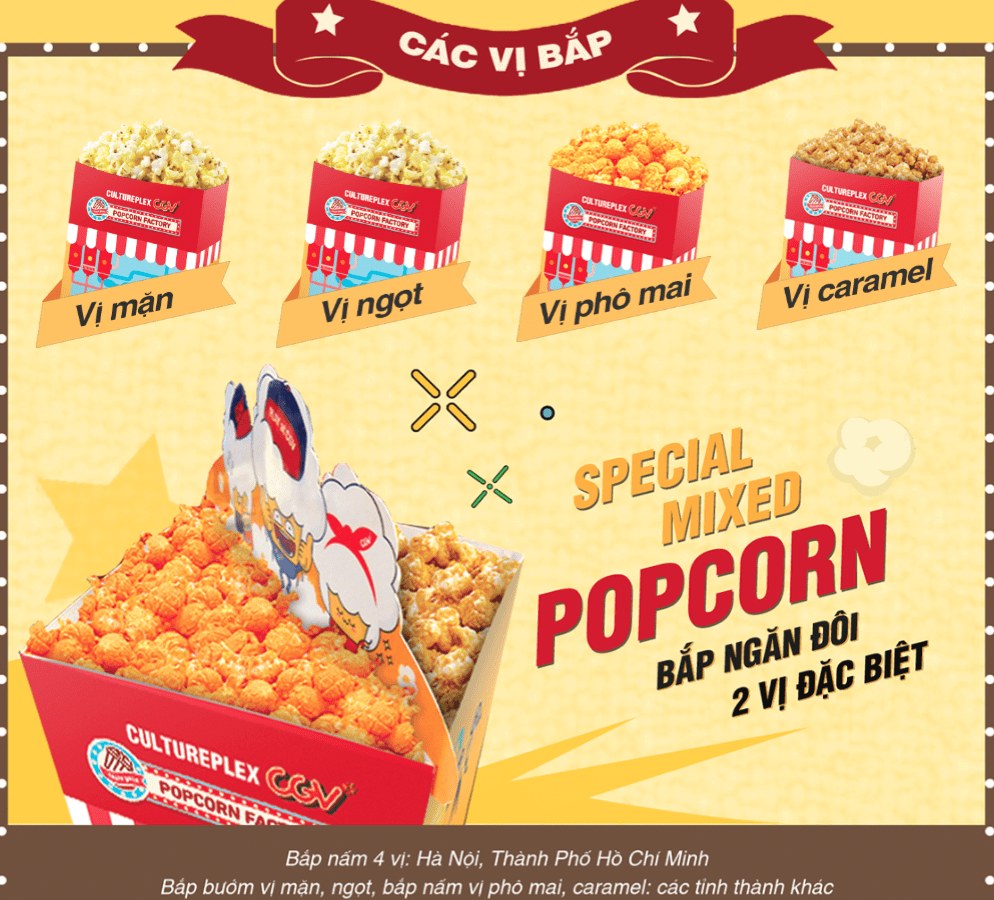 CÁC VỊ BẮP
CULTUREPLEX CGV
POPCORN FACTORY
Vị mặn
CULTUREPLEX CGV
POPCORN FACTORY
Vị ngọt
CULTUREPLEX CGV
POPCORN FACTORY
Vị phô mai
CULTUREPLEX CGV
POPCORN FACTORY
Vị caramel
SPECIAL
MIXED
POPCORN
BẮP NGĂN ĐÔI
2 VỊ ĐẶC BIỆT
CULTUREPLEX CGV
POPCORN
Bắp nấm 4 vị: Hà Nội, Thành Phố Hồ Chí Minh
Bắp bướm vị mặn, ngọt, bắp nấm vị phô mai, caramel: các tỉnh thành khác